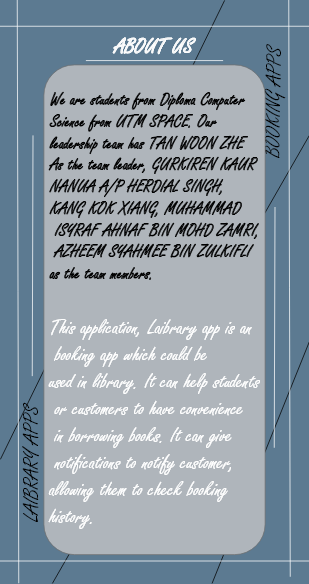 ABOUT US
BOOKING APPS
We are students from Diploma Computer
Science from UTM SPACE. Our
leadership team has TAN WOON ZHE
As the team leader, GURKIREN KAUR
NANUA A/P HERDIAL SINGH,
KANG KOK XIANG, MUHAMMAD
ISYRAF AHNAF BIN MOHD ZAMRI,
AZHEEM SYAHMEE BIN ZULKIFLI
as the team members.
This application, Laibrary app is an
booking app which could be
used in library. It can help students
or customers to have convenience
in borrowing books. It can give
notifications to notify customer,
allowing them to check booking
history.
LAIBRARY APPS